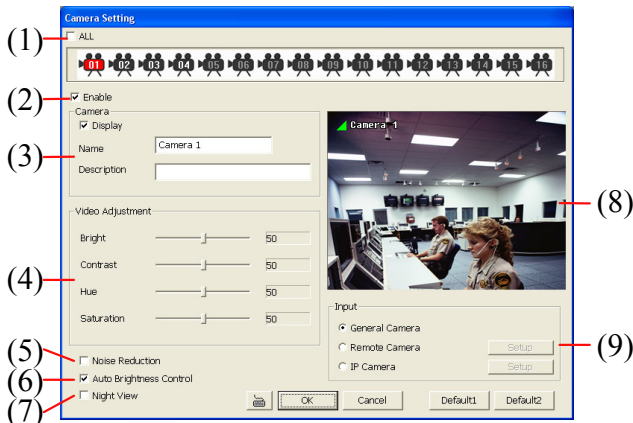 Camera Setting
(1) ALL
01 02 03 04 05 06 07 08 09 10 11 12 13 14 15 16
(2) Enable
Camera
Display
(3) Name Camera 1
Description
Camera 1
(8)
Video Adjustment
Bright 50
Contrast 50
(4) Hue 50
Saturation 50
Input
General Camera
Remote Camera Setup (9)
IP Camera Setup
(5) Noise Reduction
(6) Auto Brightness Control
(7) Night View
OK Cancel Default1 Default2